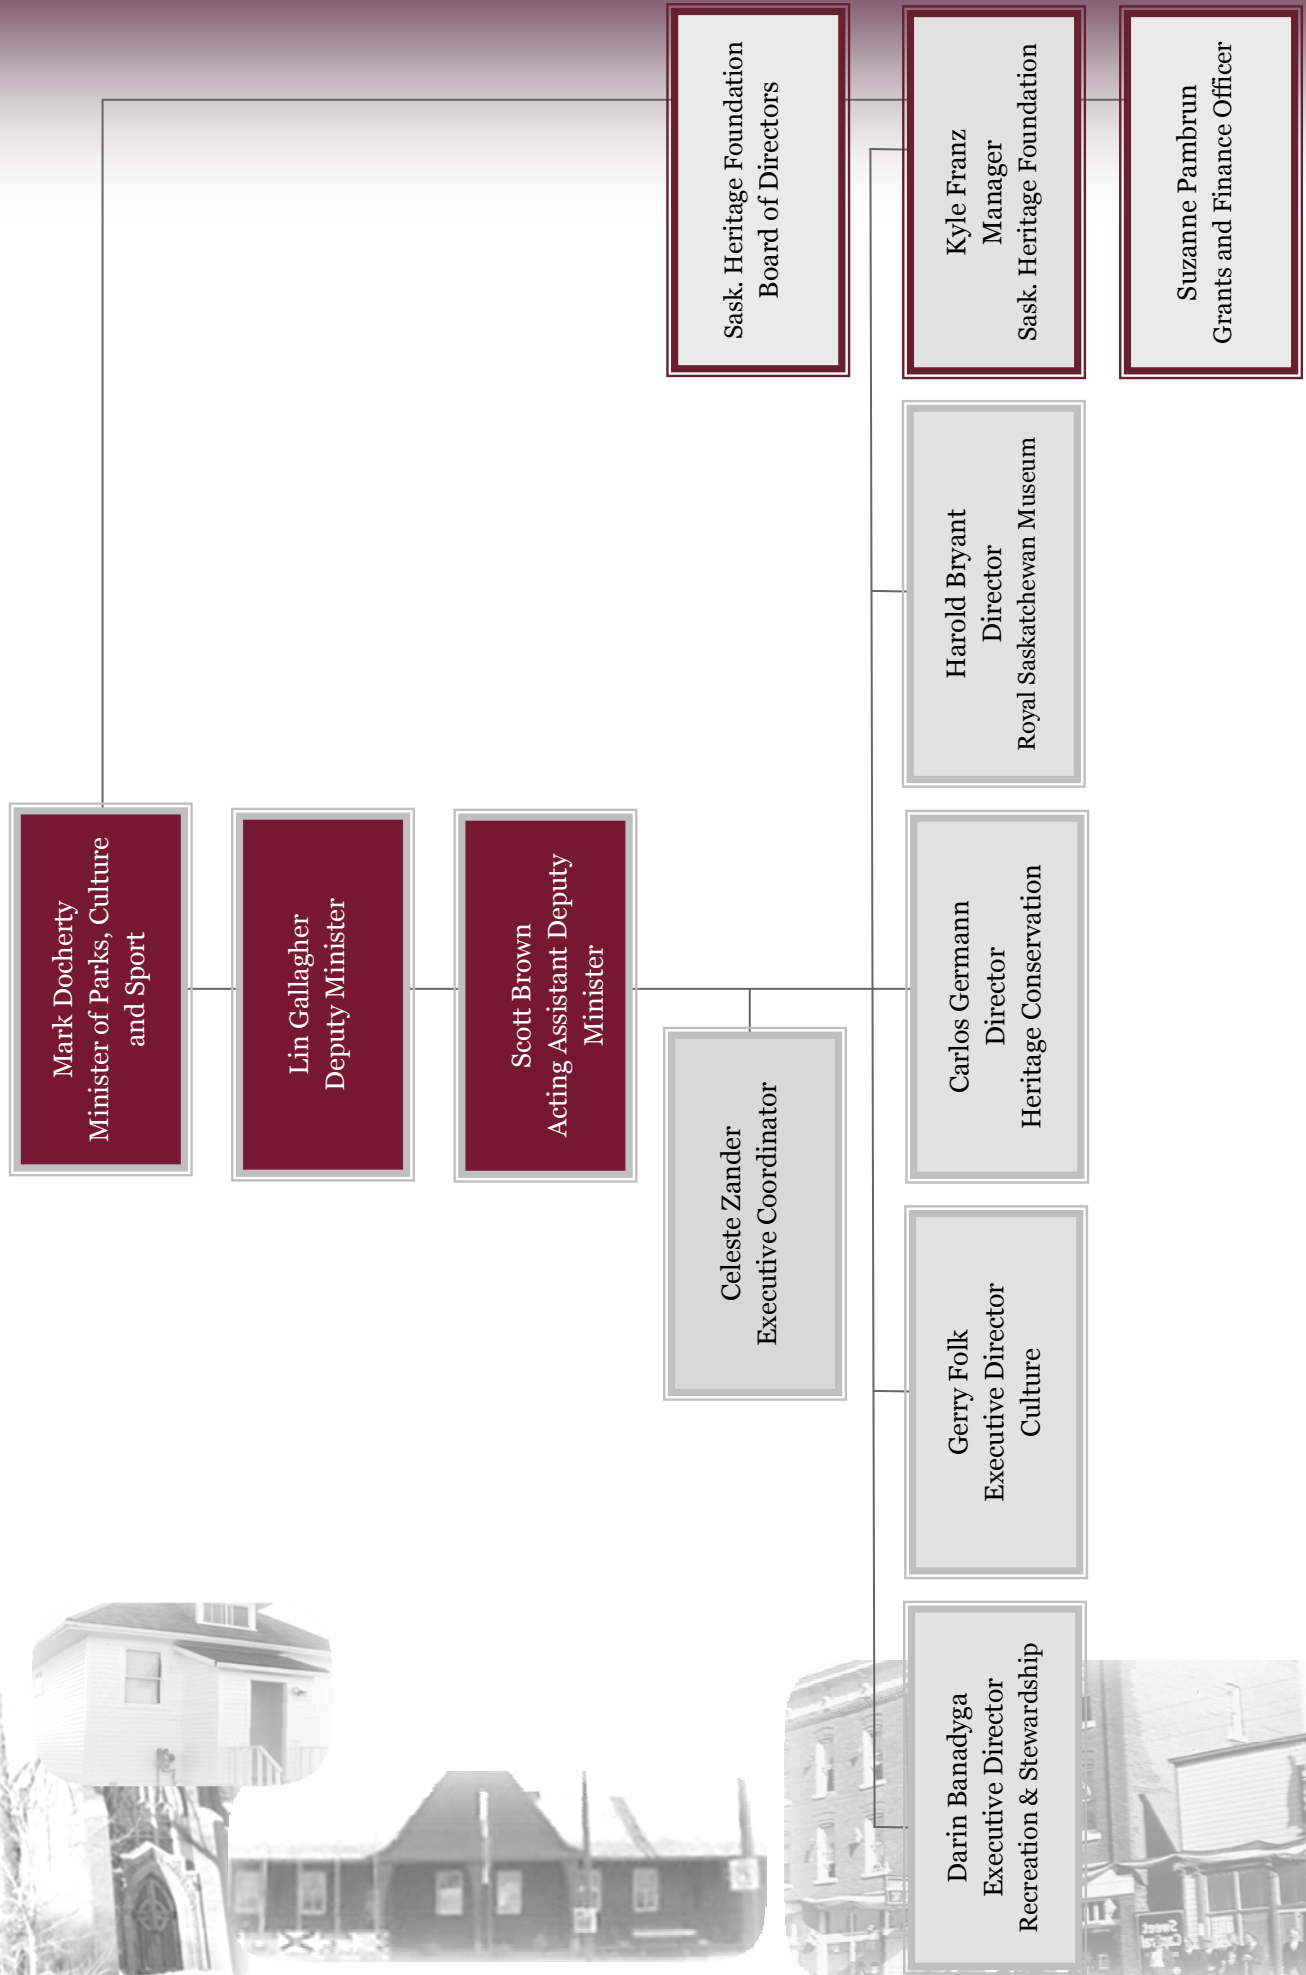 Mark Docherty
Minister of Parks, Culture
and Sport
Lin Gallagher
Deputy Minister
Scott Brown
Acting Assistant Deputy
Minister
Celeste Zander
Executive Coordinator
Sask. Heritage Foundation
Board of Directors
Darin Banadyga
Executive Director
Recreation & Stewardship
Gerry Folk
Executive Director
Culture
Carlos Germann
Director
Heritage Conservation
Harold Bryant
Director
Royal Saskatchewan Museum
Kyle Franz
Manager
Sask. Heritage Foundation
Suzanne Pambrun
Grants and Finance Officer
Sweet